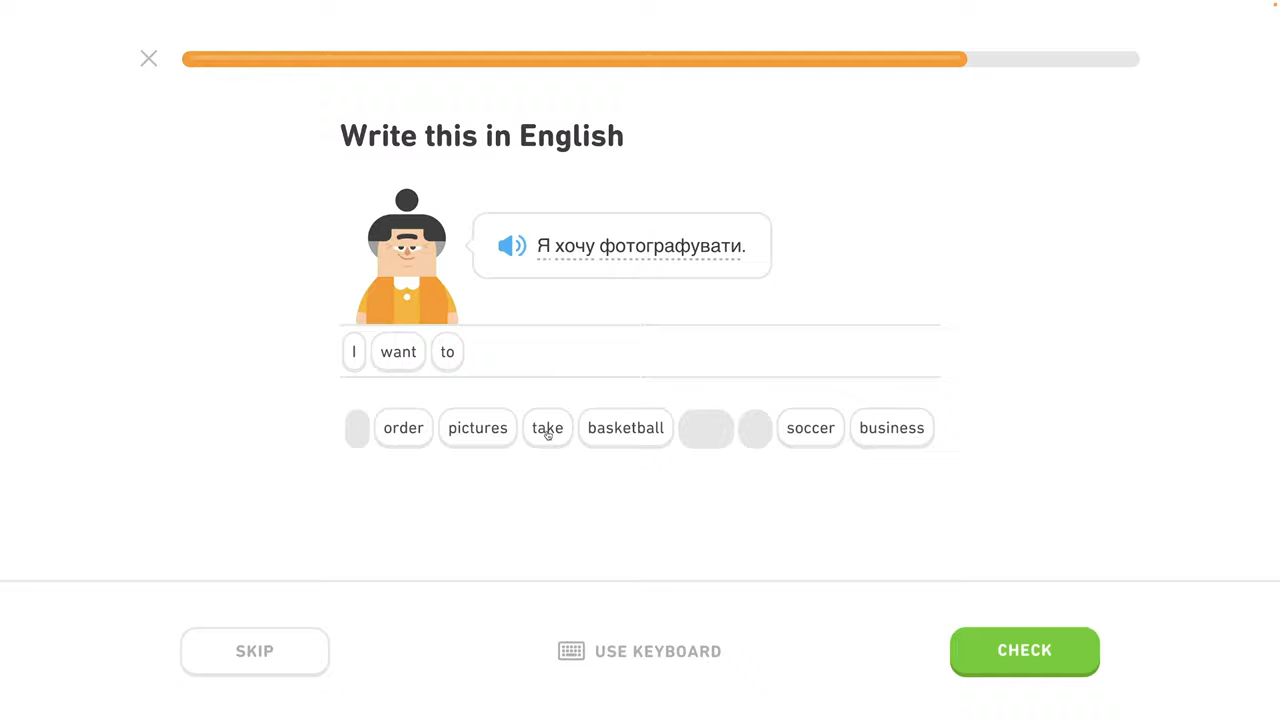 Write this in English
Я хочу фотографувати.
I want to
order pictures take basketball soccer business
SKIP USE KEYBOARD CHECK